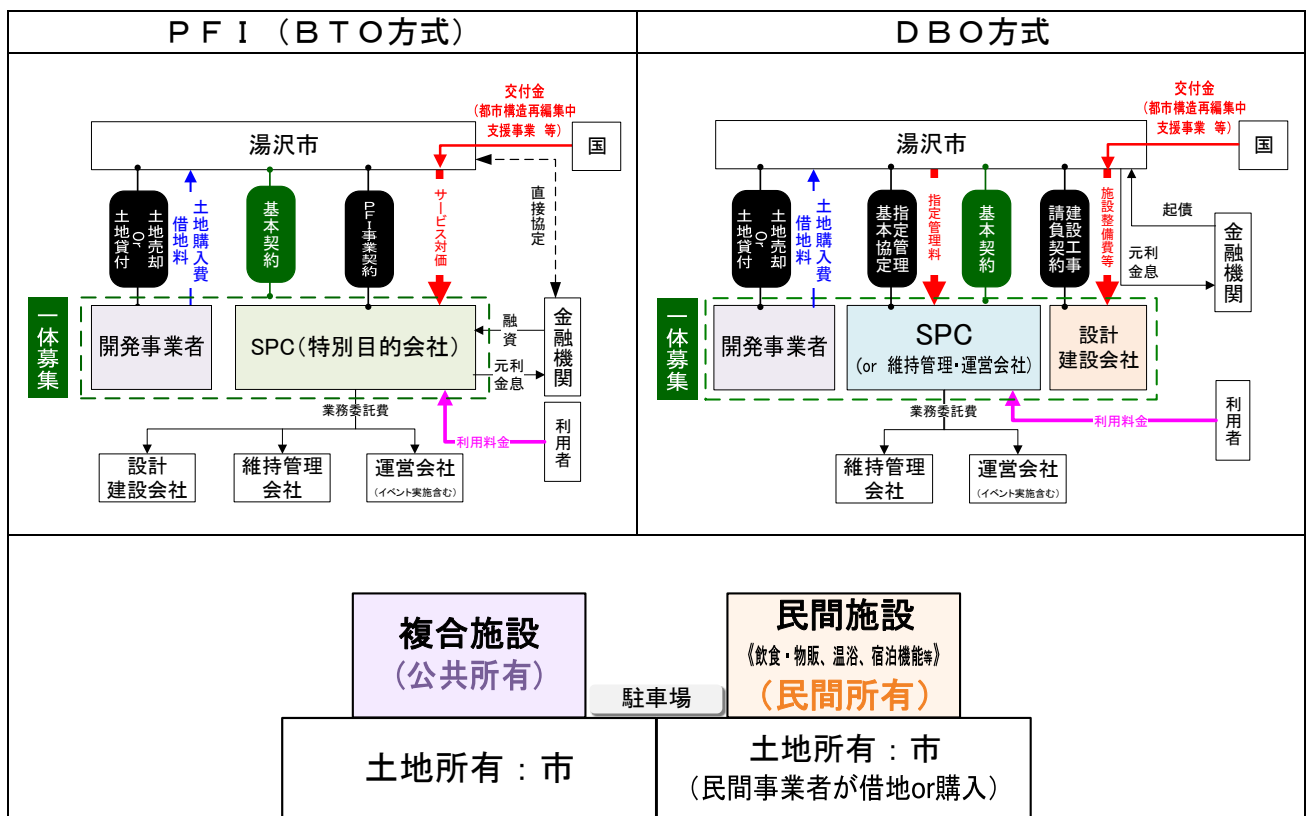 ＰＦＩ（ＢＴＯ方式）
交付金
（都市構造再編集中
支援事業 等）
湯沢市
国
土地売却
Or
土地貸付
土地購入費
借地料
基本契約
ＰＦＩ事業契約
サービス対価
直接協定
一体募集
開発事業者
SPC（特別目的会社）
融資
元利
金息
金融機関
業務委託費
利用料金
利用者
設計
建設会社
維持管理
会社
運営会社
（イベント実施含む）
ＤＢＯ方式
交付金
（都市構造再編集中
支援事業 等）
湯沢市
国
土地売却
Or
土地貸付
土地購入費
借地料
指定管理
基本協定
指定管理料
基本契約
建設工事
請負契約
施設整備費等
起債
元利
金息
金融機関
一体募集
開発事業者
SPC
（or 維持管理・運営会社）
設計
建設会社
業務委託費
利用料金
利用者
維持管理
会社
運営会社
（イベント実施含む）
複合施設
（公共所有）
駐車場
民間施設
《飲食・物販、温浴、宿泊機能等》
（民間所有）
土地所有：市
土地所有：市
（民間事業者が借地or購入）